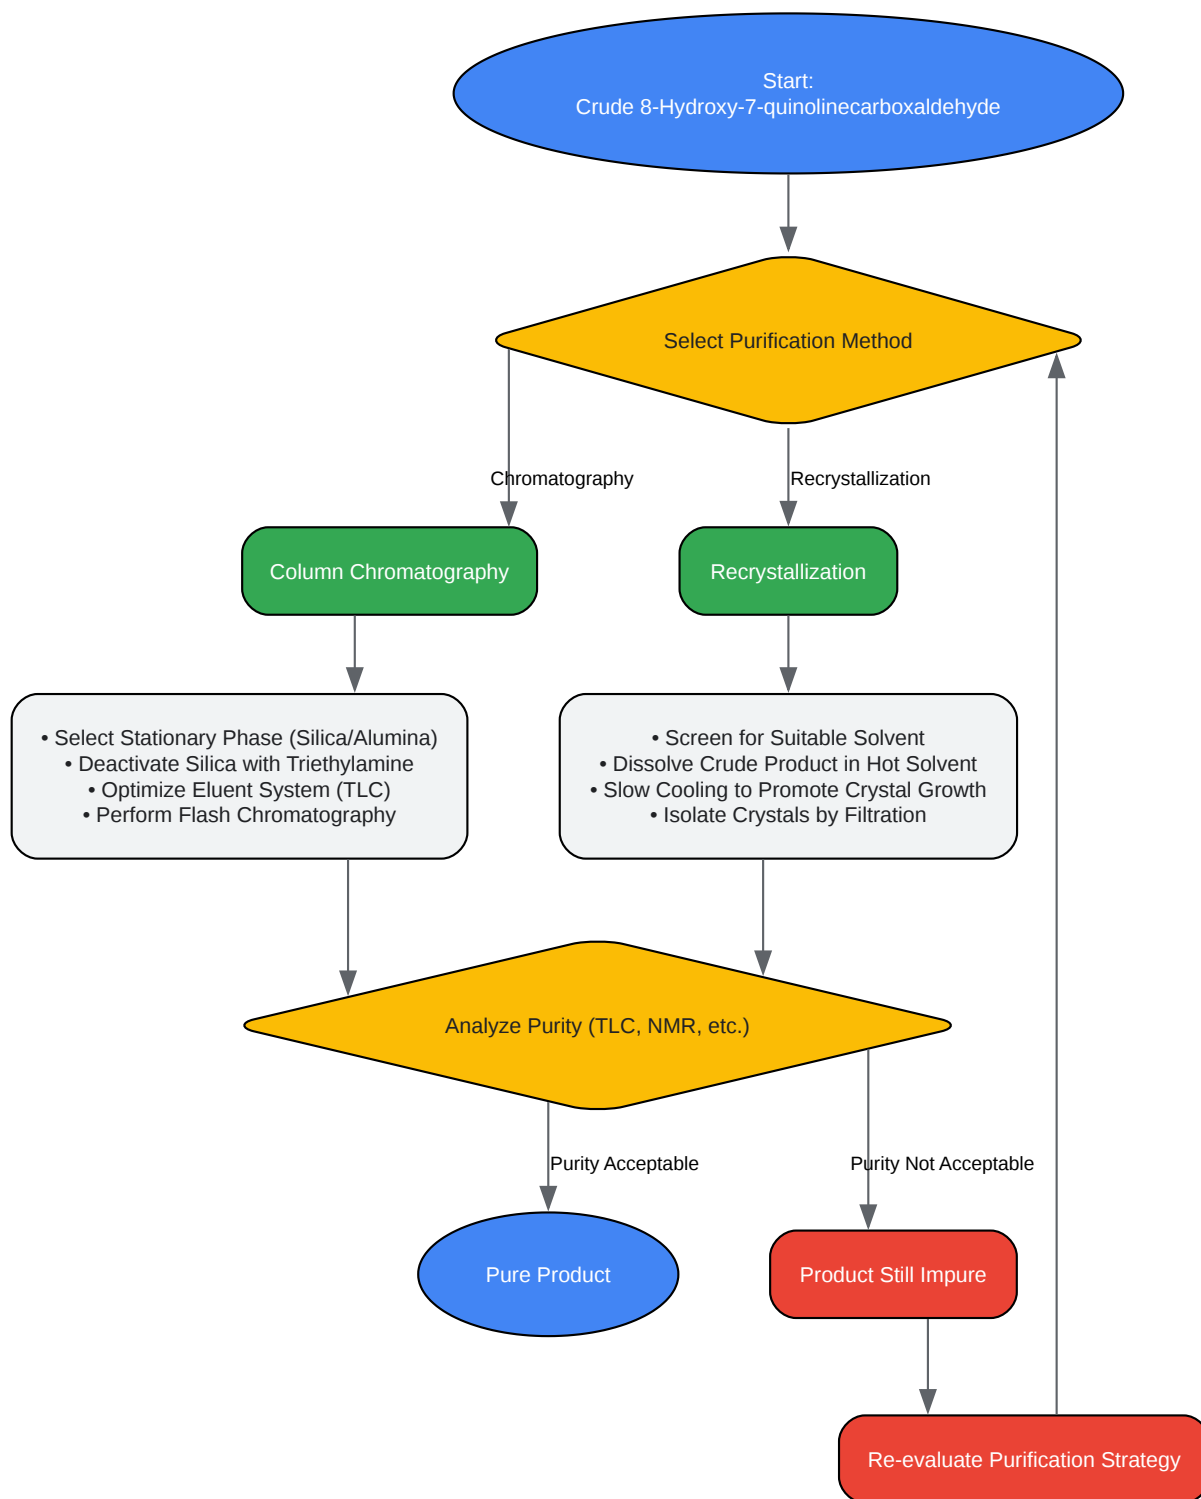 Start:
Crude 8-Hydroxy-7-quinolinecarboxaldehyde
Select Purification Method
Chromatography
Recrystallization
Column Chromatography
Recrystallization
• Select Stationary Phase (Silica/Alumina)
• Deactivate Silica with Triethylamine
• Optimize Eluent System (TLC)
• Perform Flash Chromatography
• Screen for Suitable Solvent
• Dissolve Crude Product in Hot Solvent
• Slow Cooling to Promote Crystal Growth
• Isolate Crystals by Filtration
Analyze Purity (TLC, NMR, etc.)
Purity Acceptable
Purity Not Acceptable
Pure Product
Product Still Impure
Re-evaluate Purification Strategy